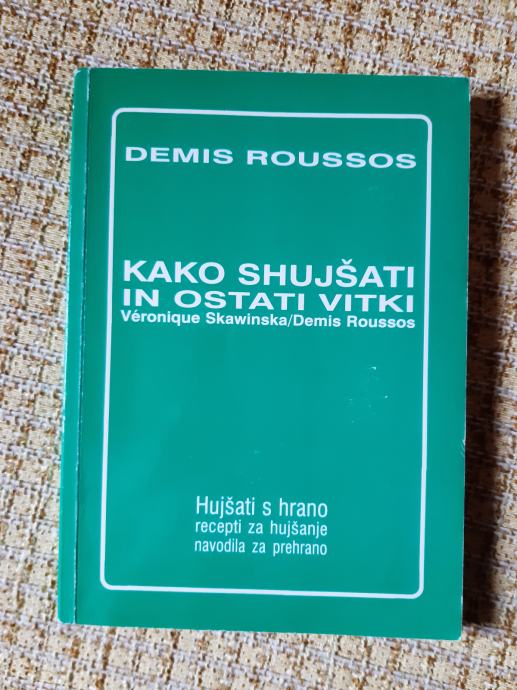 DEMIS ROUSSOS
KAKO SHUJŠATI
IN OSTATI VITKI
Véronique Skawinska/Demis Roussos
Hujšati s hrano
recepti za hujšanje
navodila za prehrano